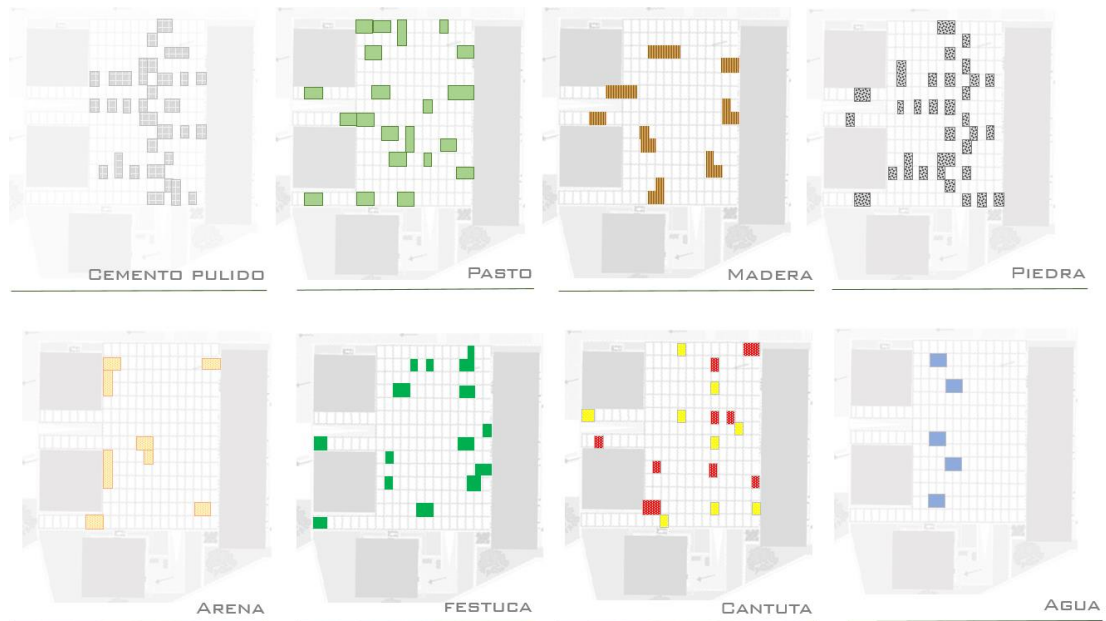 CEMENTO PULIDO
PASTO
MADERA
PIEDRA
ARENA
FESTUCA
CANTUTA
AGUA